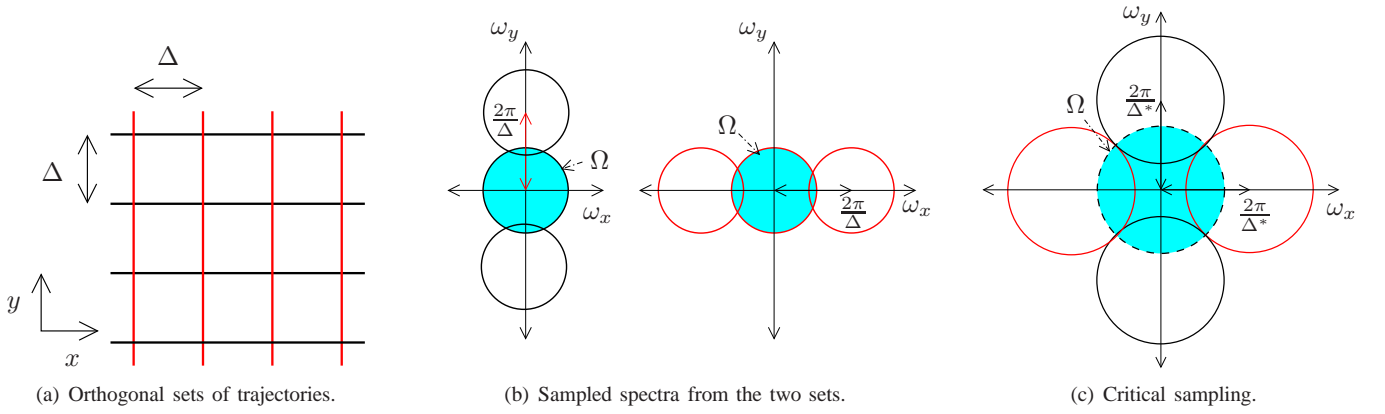 Δ
Δ
y
x
(a) Orthogonal sets of trajectories.
ω_y
2π/Δ
Ω
ω_x
ω_y
Ω
2π/Δ
ω_x
(b) Sampled spectra from the two sets.
ω_y
Ω
2π/Δ*
2π/Δ*
ω_x
(c) Critical sampling.